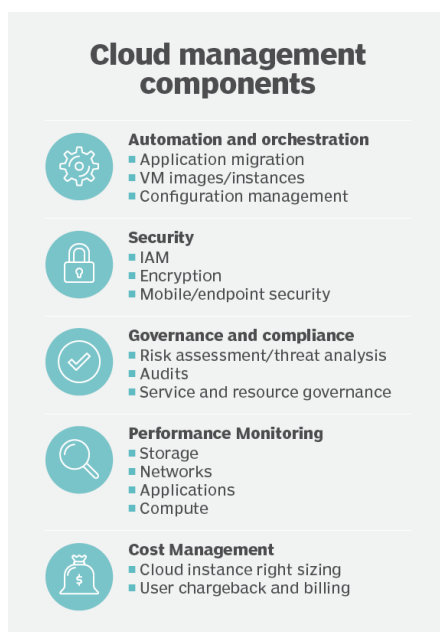 Cloud management
components
Automation and orchestration
Application migration
VM images/instances
Configuration management
Security
IAM
Encryption
Mobile/endpoint security
Governance and compliance
Risk assessment/threat analysis
Audits
Service and resource governance
Performance Monitoring
Storage
Networks
Applications
Compute
$
Cost Management
Cloud instance right sizing
User chargeback and billing